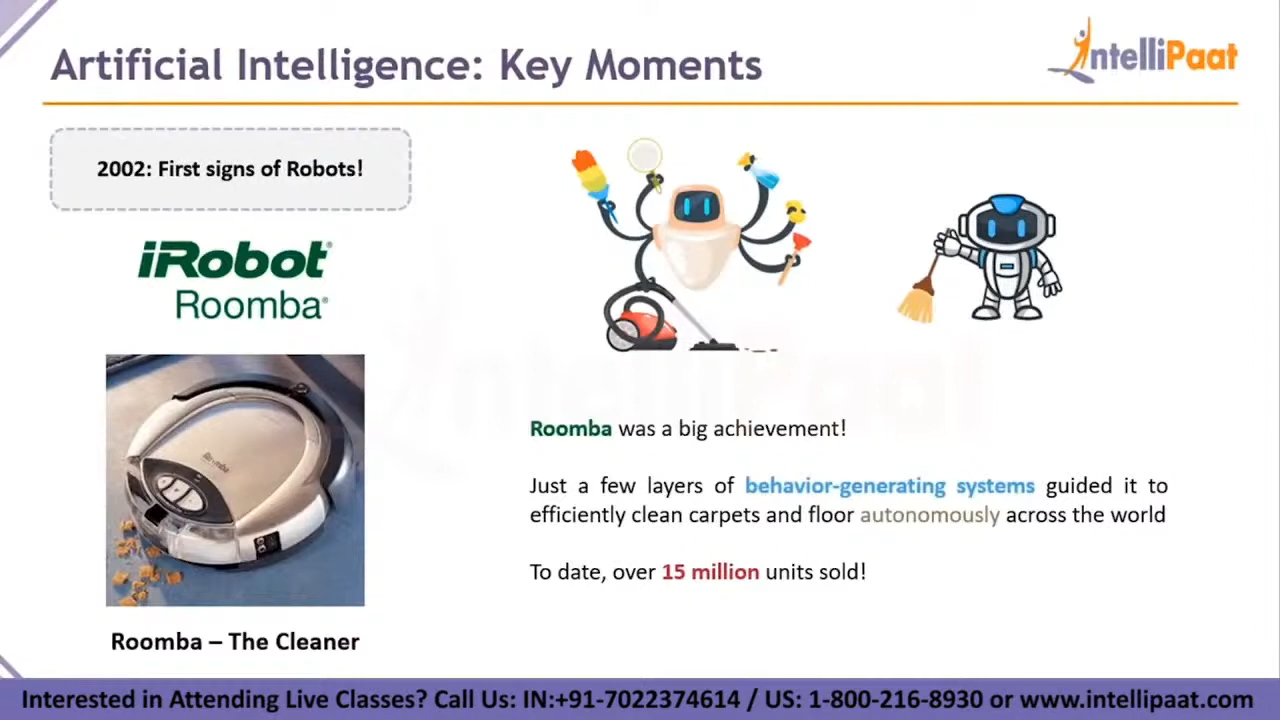 Artificial Intelligence: Key Moments
IntelliPaat
2002: First signs of Robots!
iRobot®
Roomba®
Roomba
Roomba was a big achievement!
Just a few layers of behavior-generating systems guided it to
efficiently clean carpets and floor autonomously across the world
To date, over 15 million units sold!
Roomba – The Cleaner
IntelliPaat
Interested in Attending Live Classes? Call Us: IN:+91-7022374614 / US: 1-800-216-8930 or www.intellipaat.com